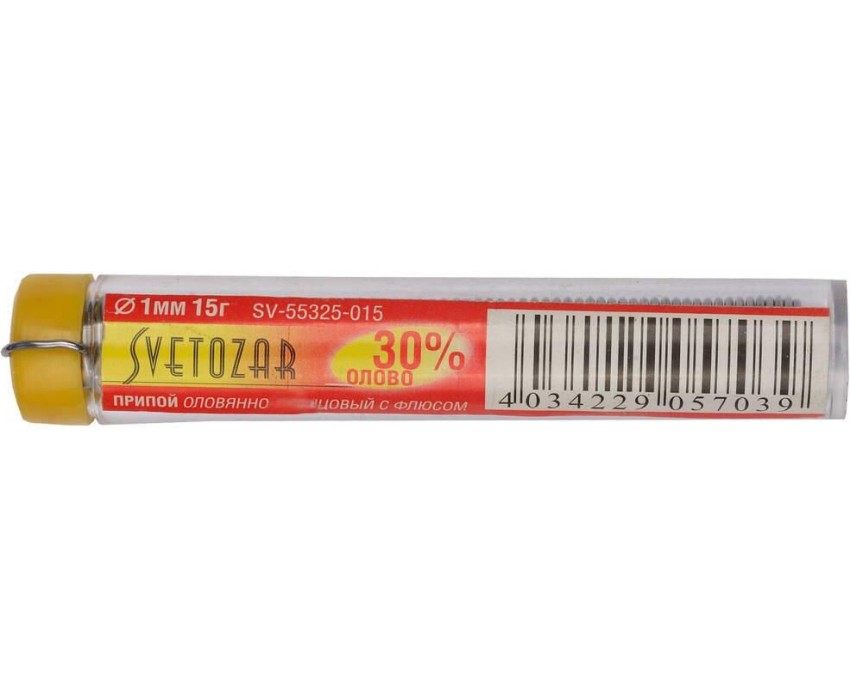 Ø 1мм 15г SV-55325-015
SVETOZAR
30%
ОЛОВО
ПРИПОЙ ОЛОВЯННО ЦОВЫЙ С ФЛЮСОМ
4 034229 057039